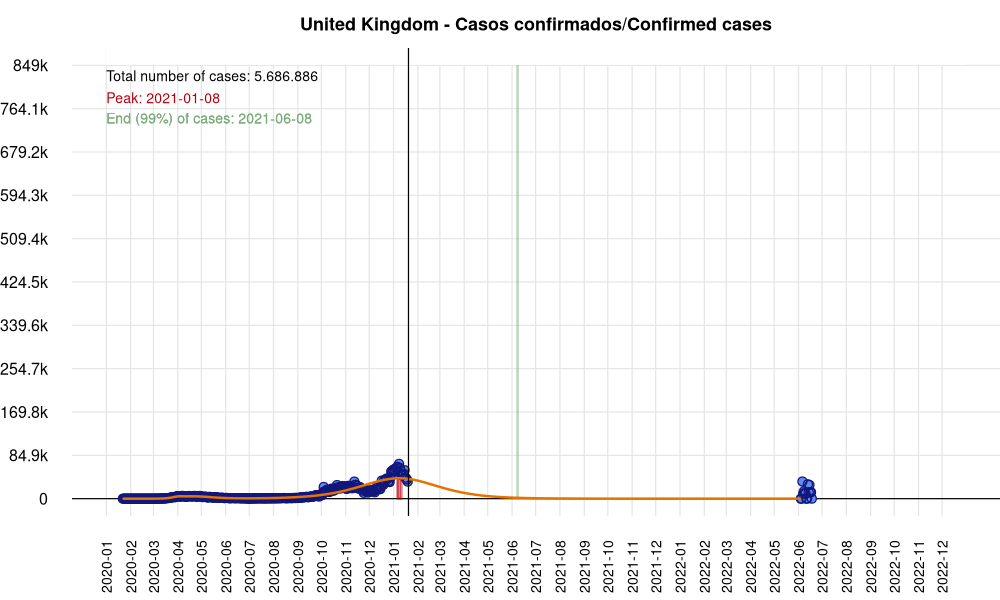 United Kingdom - Casos confirmados/Confirmed cases
849k
Total number of cases: 5.686.886
Peak: 2021-01-08
764.1k
End (99%) of cases: 2021-06-08
679.2k
594.3k
509.4k
424.5k
339.6k
254.7k
169.8k
84.9k
0
2020-01
2020-02
2020-03
2020-04
2020-05
2020-06
2020-07
2020-08
2020-09
2020-10
2020-11
2020-12
2021-01
2021-02
2021-03
2021-04
2021-05
2021-06
2021-07
2021-08
2021-09
2021-10
2021-11
2021-12
2022-01
2022-02
2022-03
2022-04
2022-05
2022-06
2022-07
2022-08
2022-09
2022-10
2022-11
2022-12